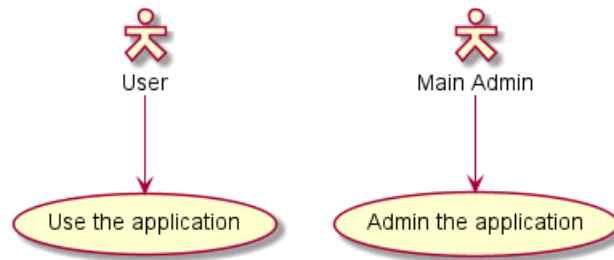 User
Main Admin
Use the application
Admin the application